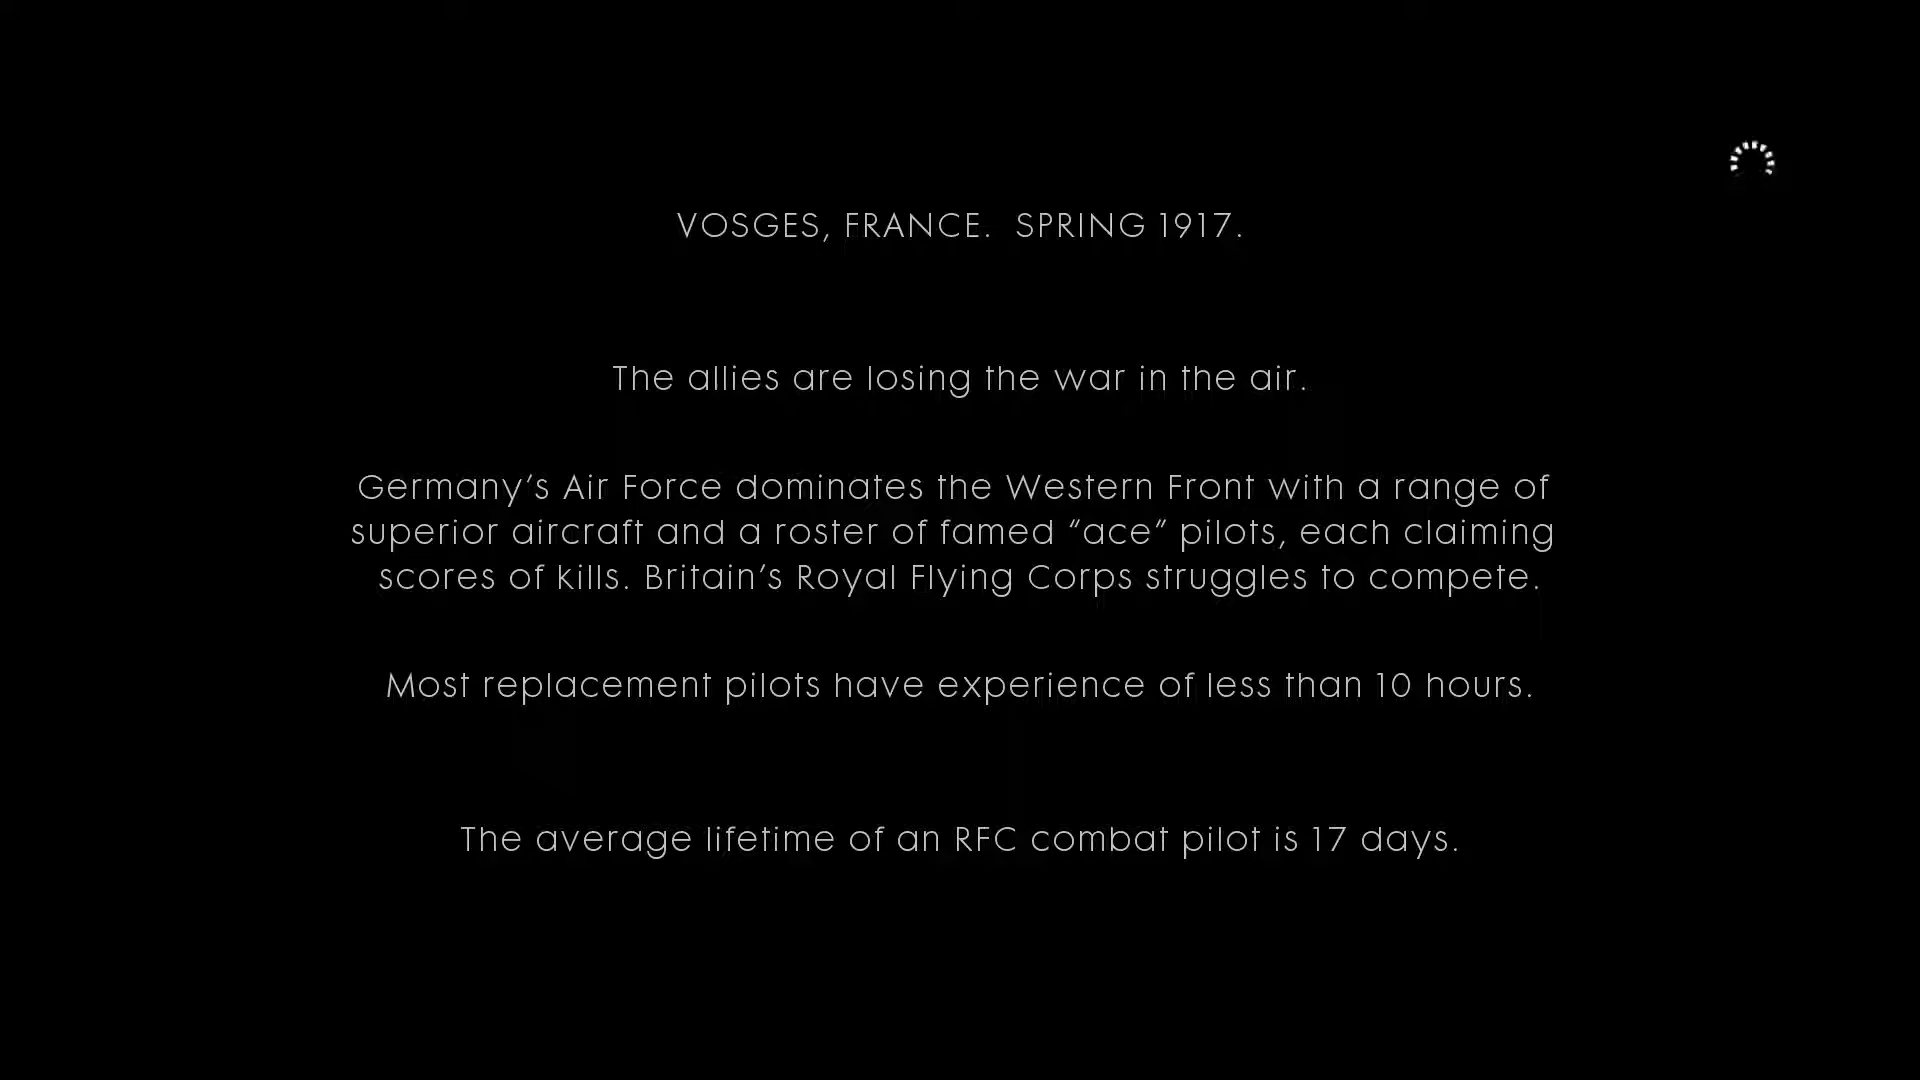 VOSGES, FRANCE.  SPRING 1917.
The allies are losing the war in the air.
Germany’s Air Force dominates the Western Front with a range of
superior aircraft and a roster of famed “ace” pilots, each claiming
scores of kills. Britain’s Royal Flying Corps struggles to compete.
Most replacement pilots have experience of less than 10 hours.
The average lifetime of an RFC combat pilot is 17 days.